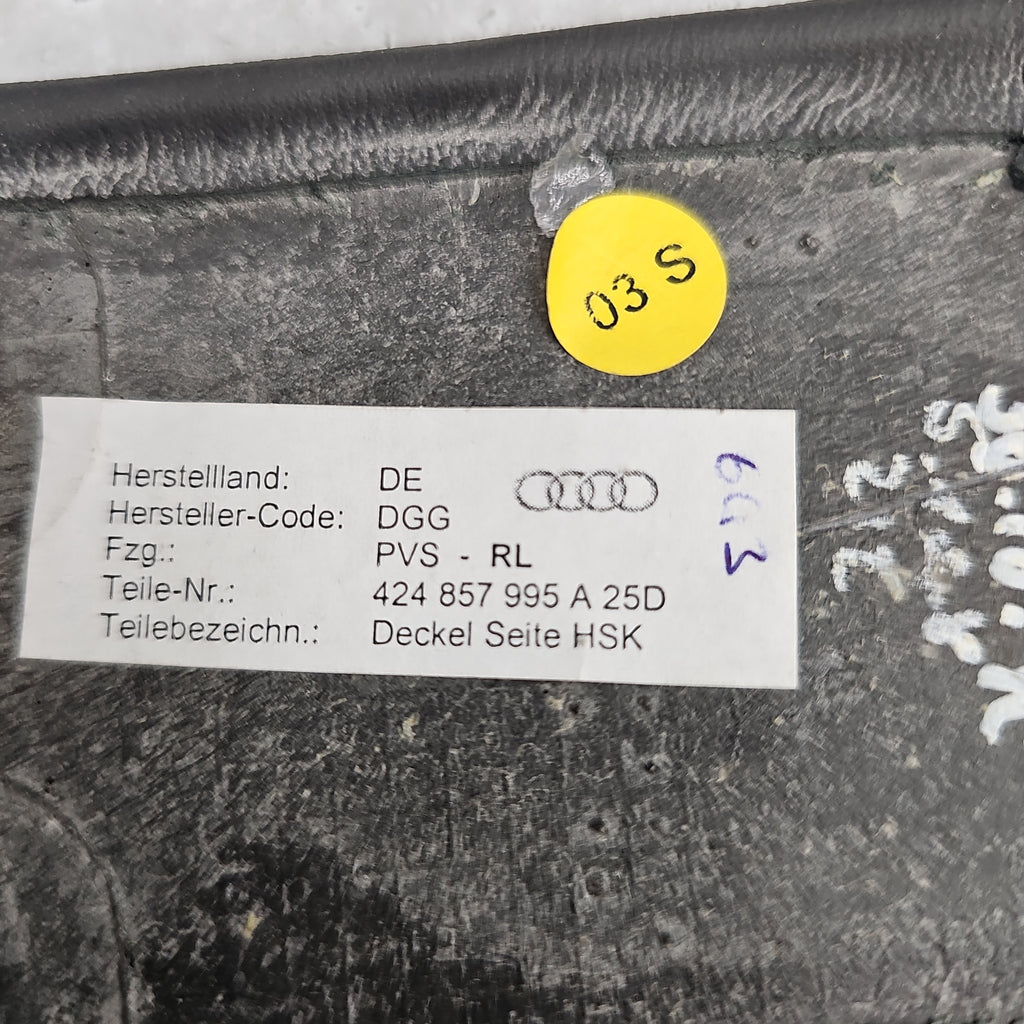 03 S
Herstellland: DE
Hersteller-Code: DGG
Fzg.: PVS - RL
Teile-Nr.: 424 857 995 A 25D
Teilebezeichn.: Deckel Seite HSK